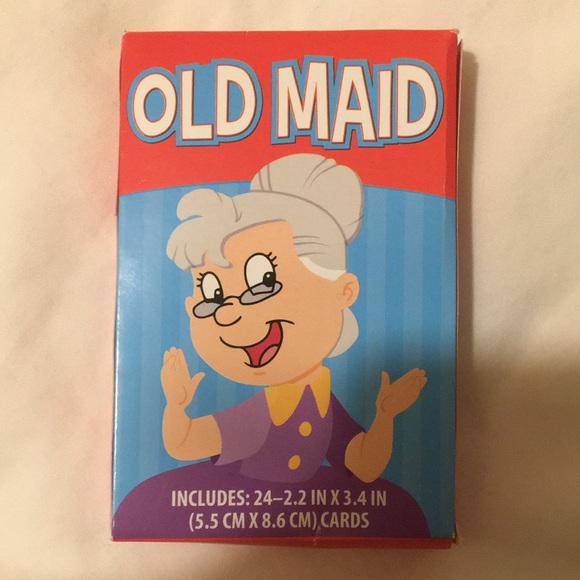 OLD MAID
INCLUDES: 24–2.2 IN X 3.4 IN
(5.5 CM X 8.6 CM) CARDS